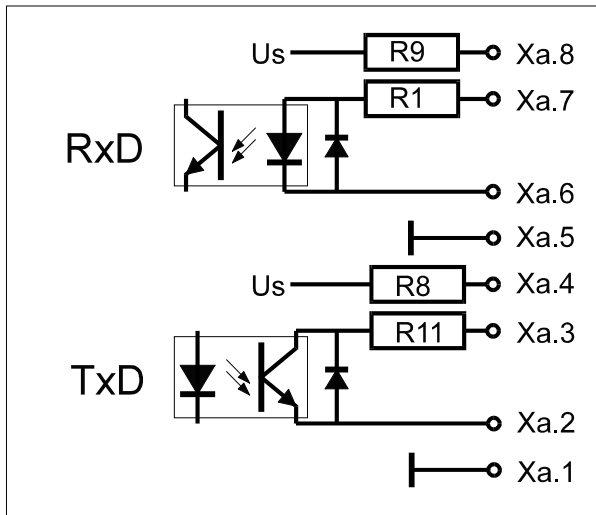 Us R9 Xa.8
R1 Xa.7
RxD
Xa.6
Xa.5
Us R8 Xa.4
R11 Xa.3
TxD
Xa.2
Xa.1